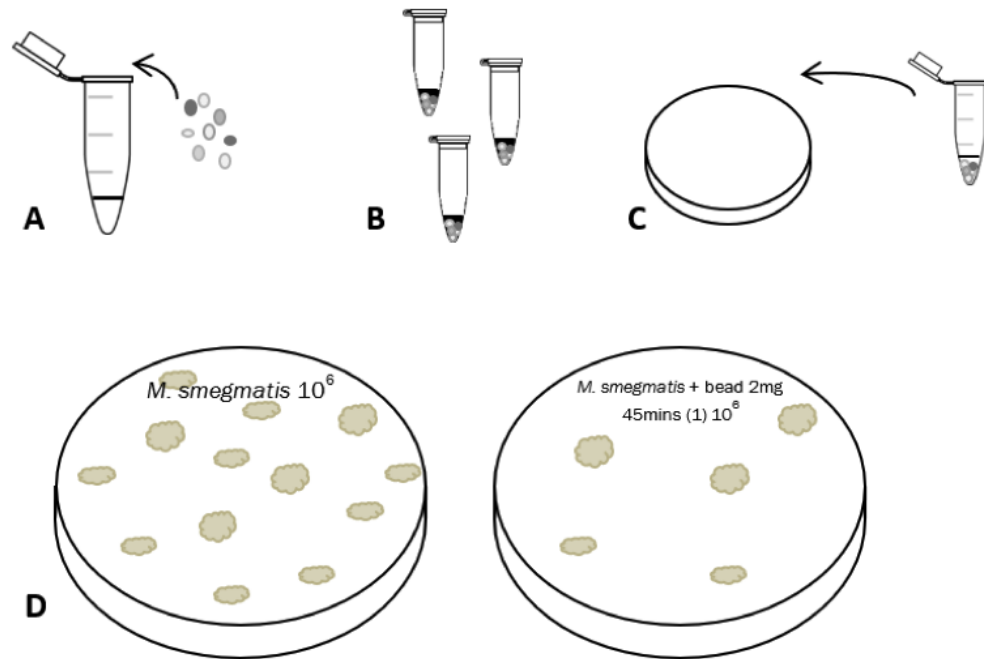 A
B
C
M. smegmatis 10⁶
M. smegmatis + bead 2mg
45mins (1) 10⁶
D